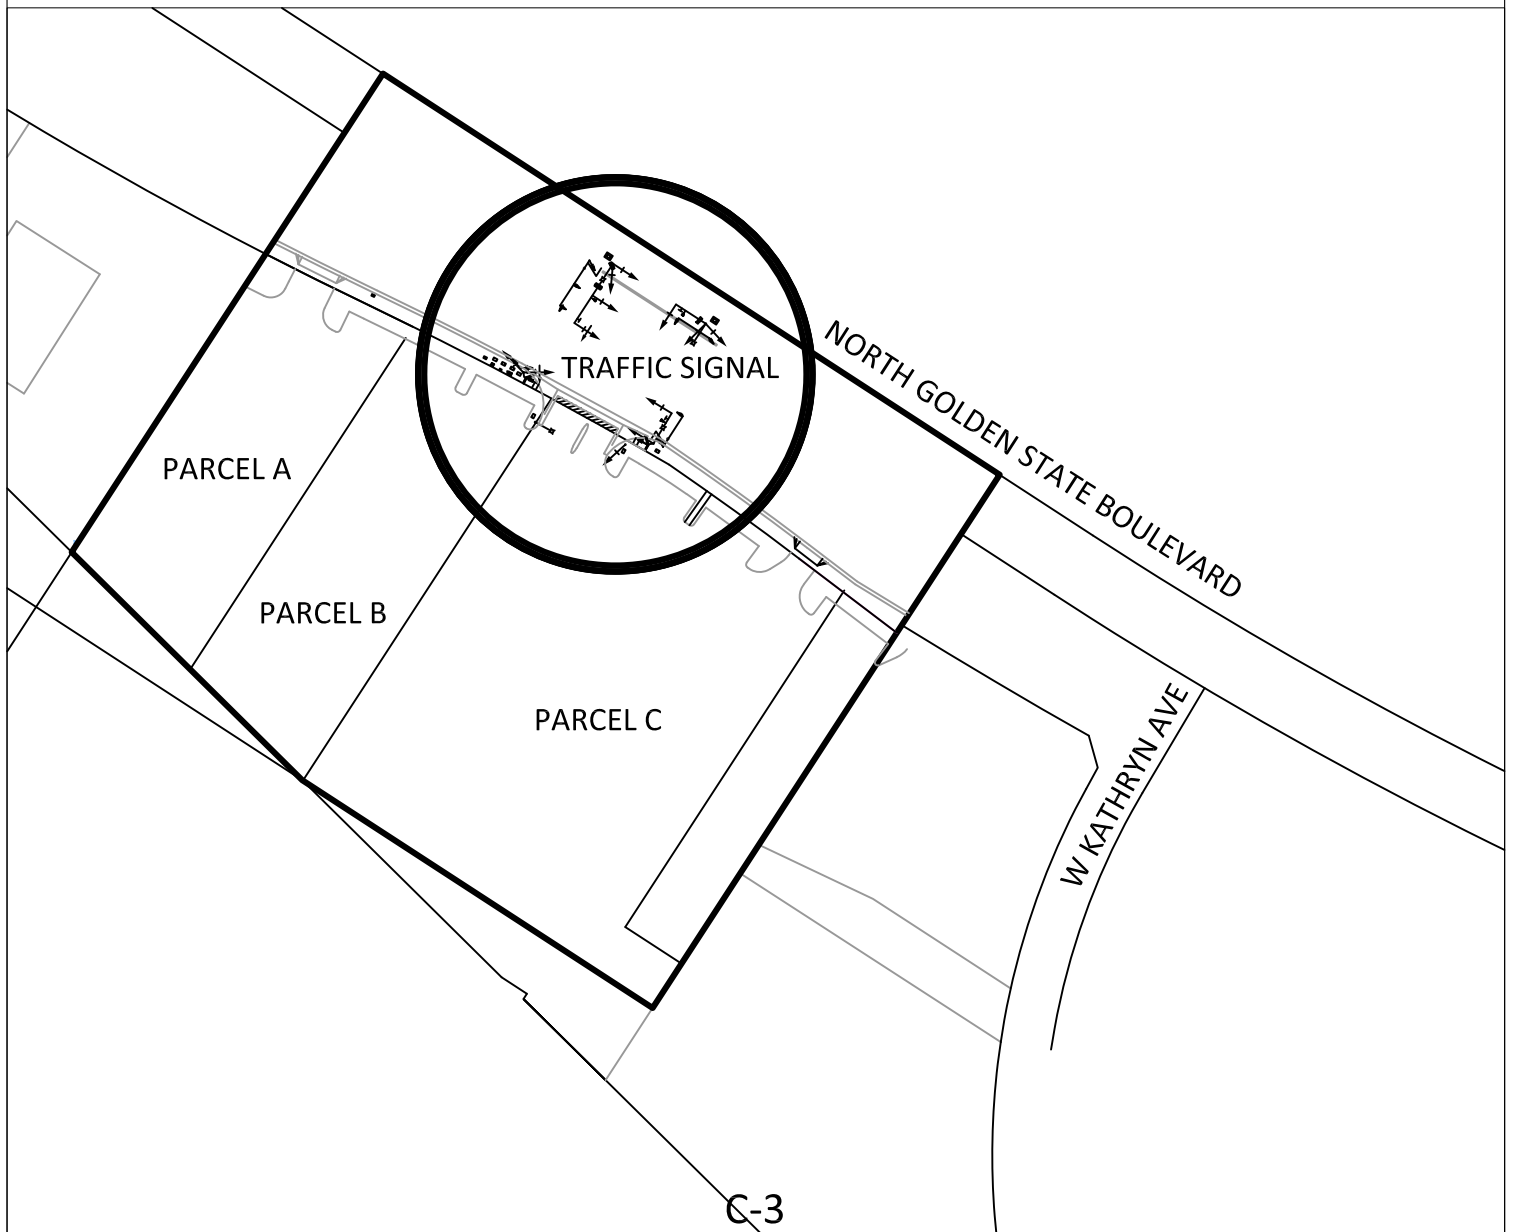 TRAFFIC SIGNAL
NORTH GOLDEN STATE BOULEVARD
PARCEL A
PARCEL B
PARCEL C
W KATHRYN AVE
C-3